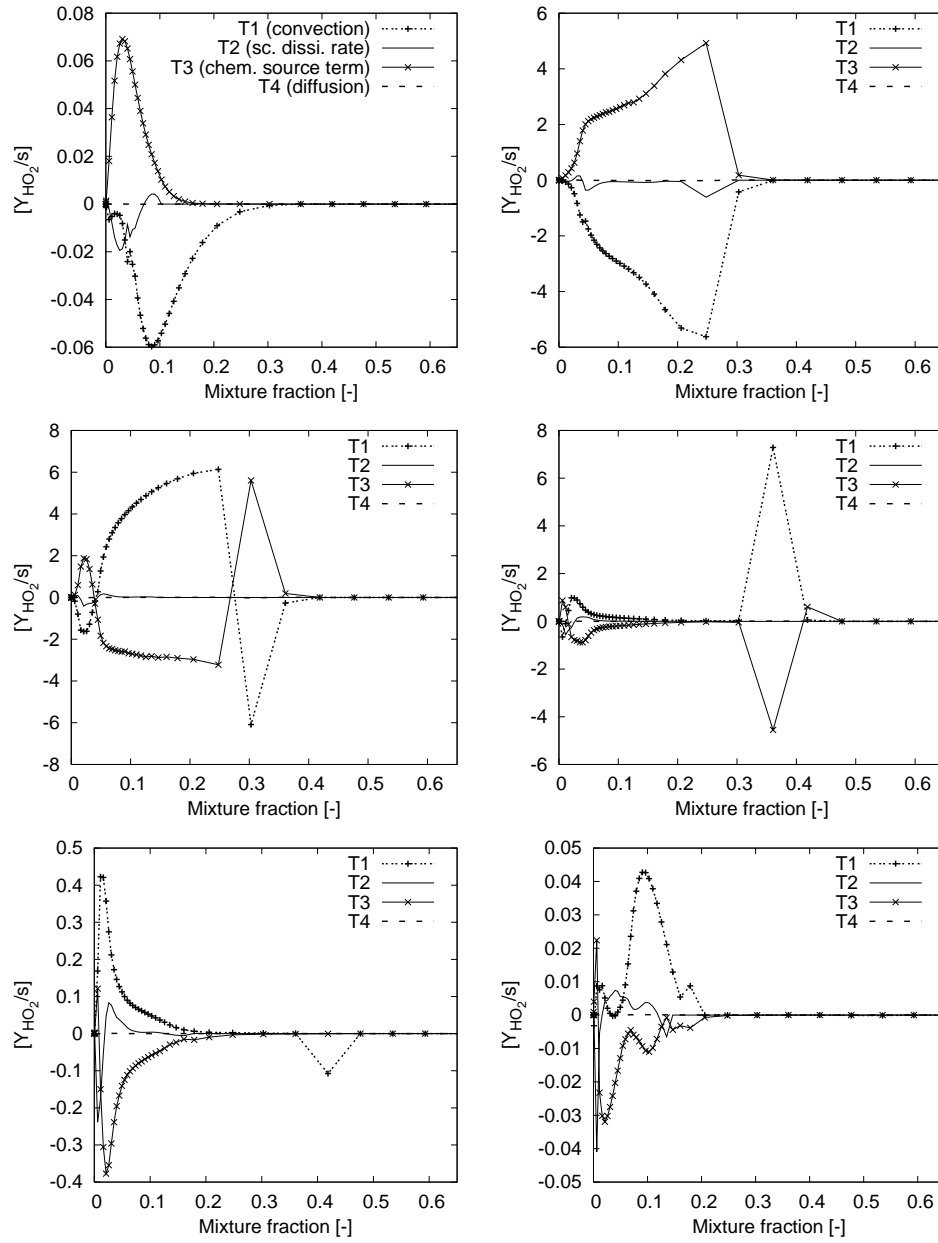 0.08
0.06
0.04
0.02
0
-0.02
-0.04
-0.06
[Y_HO2/s]
T1 (convection)
T2 (sc. dissi. rate)
T3 (chem. source term)
T4 (diffusion)
0 0.1 0.2 0.3 0.4 0.5 0.6
Mixture fraction [-]
6
4
2
0
-2
-4
-6
[Y_HO2/s]
T1
T2
T3
T4
0 0.1 0.2 0.3 0.4 0.5 0.6
Mixture fraction [-]
8
6
4
2
0
-2
-4
-6
-8
[Y_HO2/s]
T1
T2
T3
T4
0 0.1 0.2 0.3 0.4 0.5 0.6
Mixture fraction [-]
8
6
4
2
0
-2
-4
-6
[Y_HO2/s]
T1
T2
T3
T4
0 0.1 0.2 0.3 0.4 0.5 0.6
Mixture fraction [-]
0.5
0.4
0.3
0.2
0.1
0
-0.1
-0.2
-0.3
-0.4
[Y_HO2/s]
T1
T2
T3
T4
0 0.1 0.2 0.3 0.4 0.5 0.6
Mixture fraction [-]
0.05
0.04
0.03
0.02
0.01
0
-0.01
-0.02
-0.03
-0.04
-0.05
[Y_HO2/s]
T1
T2
T3
T4
0 0.1 0.2 0.3 0.4 0.5 0.6
Mixture fraction [-]